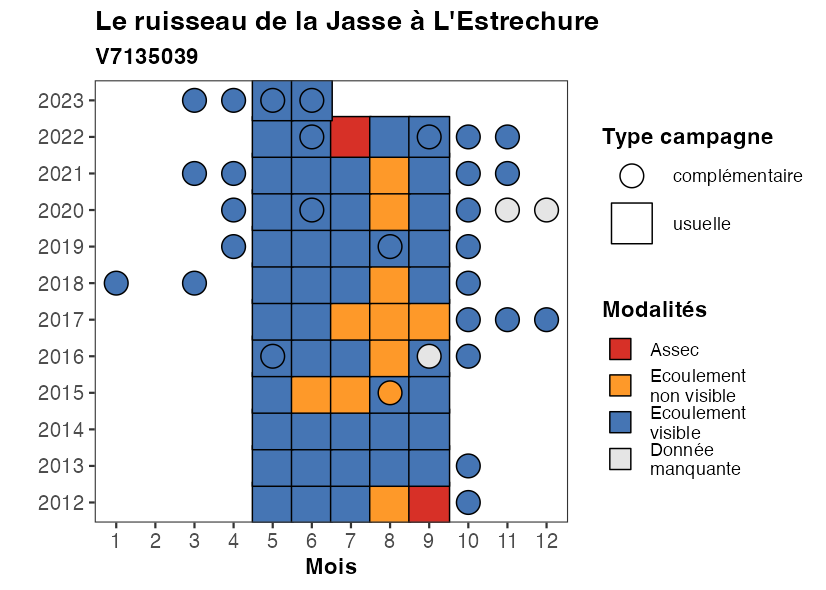 Le ruisseau de la Jasse à L'Estrechure
V7135039
2023
2022
2021
2020
2019
2018
2017
2016
2015
2014
2013
2012
1 2 3 4 5 6 7 8 9 10 11 12
Mois
Type campagne
complémentaire
usuelle
Modalités
Assec
Ecoulement
non visible
Ecoulement
visible
Donnée
manquante